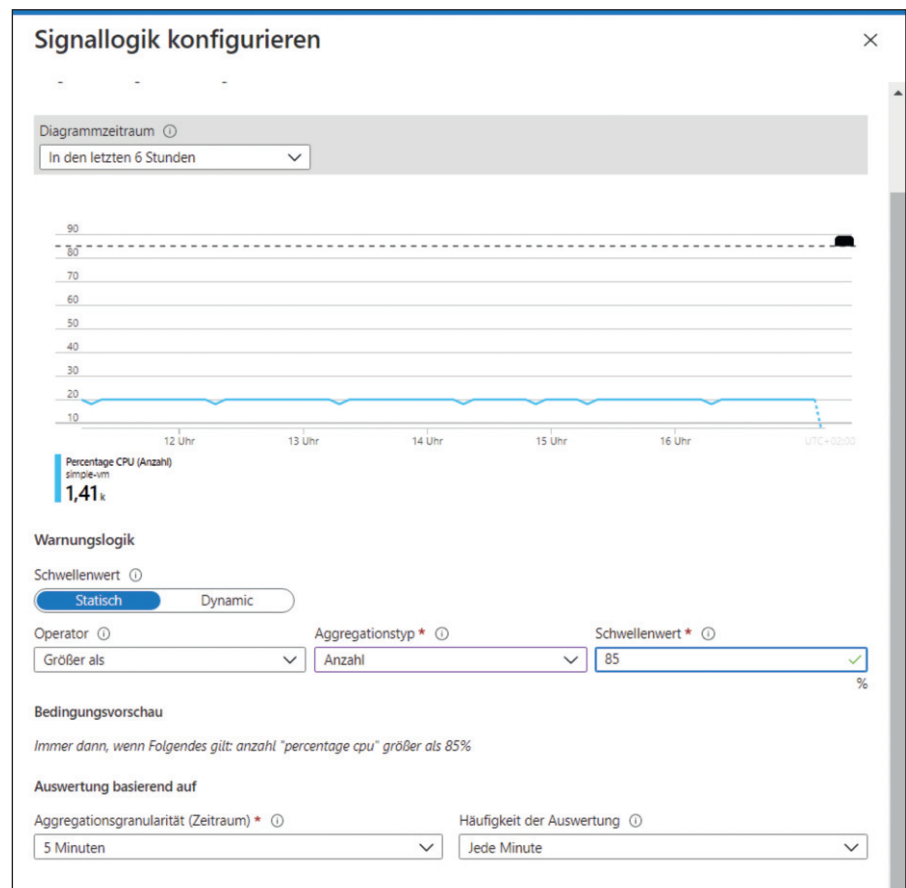 Signallogik konfigurieren
Diagrammzeitraum
In den letzten 6 Stunden
90
80
70
60
50
40
30
20
10
12 Uhr 13 Uhr 14 Uhr 15 Uhr 16 Uhr UTC+02:00
Percentage CPU (Anzahl)
simple-vm
1,41 k
Warnungslogik
Schwellenwert
Statisch Dynamic
Operator Aggregationstyp * Schwellenwert *
Größer als Anzahl 85
%
Bedingungsvorschau
Immer dann, wenn Folgendes gilt: anzahl "percentage cpu" größer als 85%
Auswertung basierend auf
Aggregationsgranularität (Zeitraum) * Häufigkeit der Auswertung
5 Minuten Jede Minute